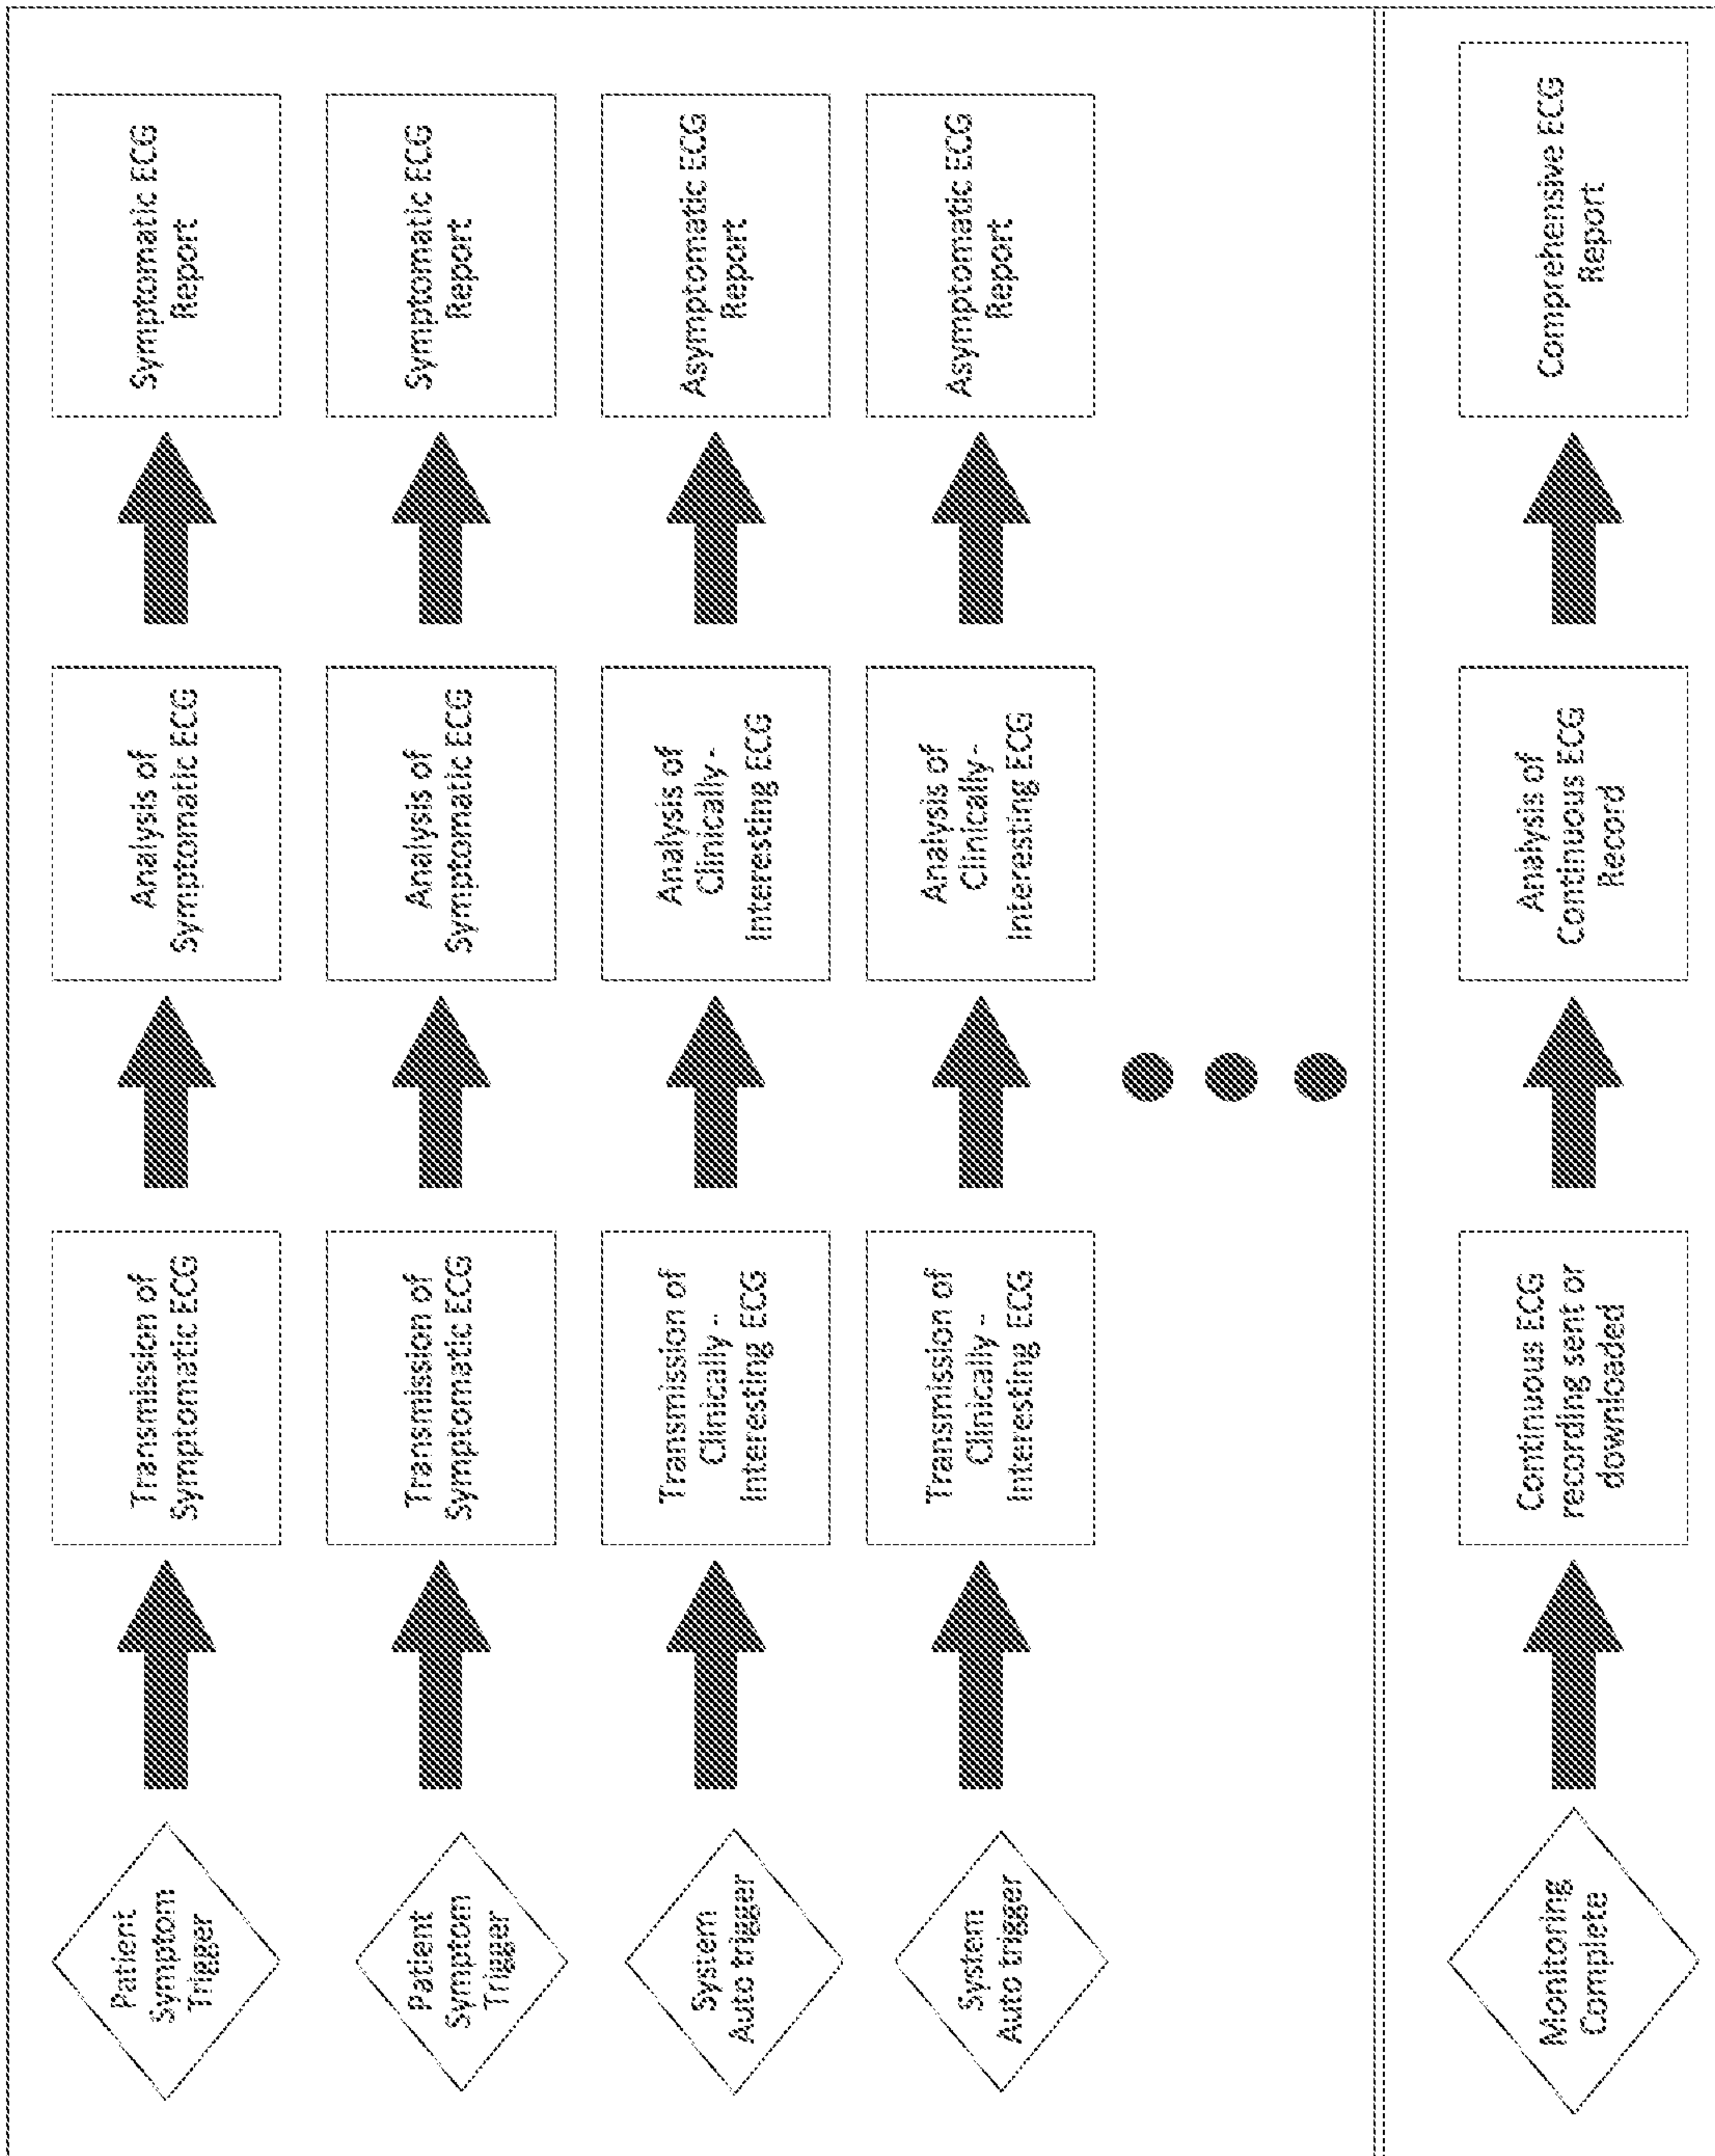 Patient
Symptom
Trigger
Transmission of
Symptomatic ECG
Analysis of
Symptomatic ECG
Symptomatic ECG
Report
Patient
Symptom
Trigger
Transmission of
Symptomatic ECG
Analysis of
Symptomatic ECG
Symptomatic ECG
Report
System
Auto trigger
Transmission of
Clinically -
Interesting ECG
Analysis of
Clinically -
Interesting ECG
Asymptomatic ECG
Report
System
Auto trigger
Transmission of
Clinically -
Interesting ECG
Analysis of
Clinically -
Interesting ECG
Asymptomatic ECG
Report
Monitoring
Complete
Continuous ECG
recording sent or
downloaded
Analysis of
Continuous ECG
Record
Comprehensive ECG
Report